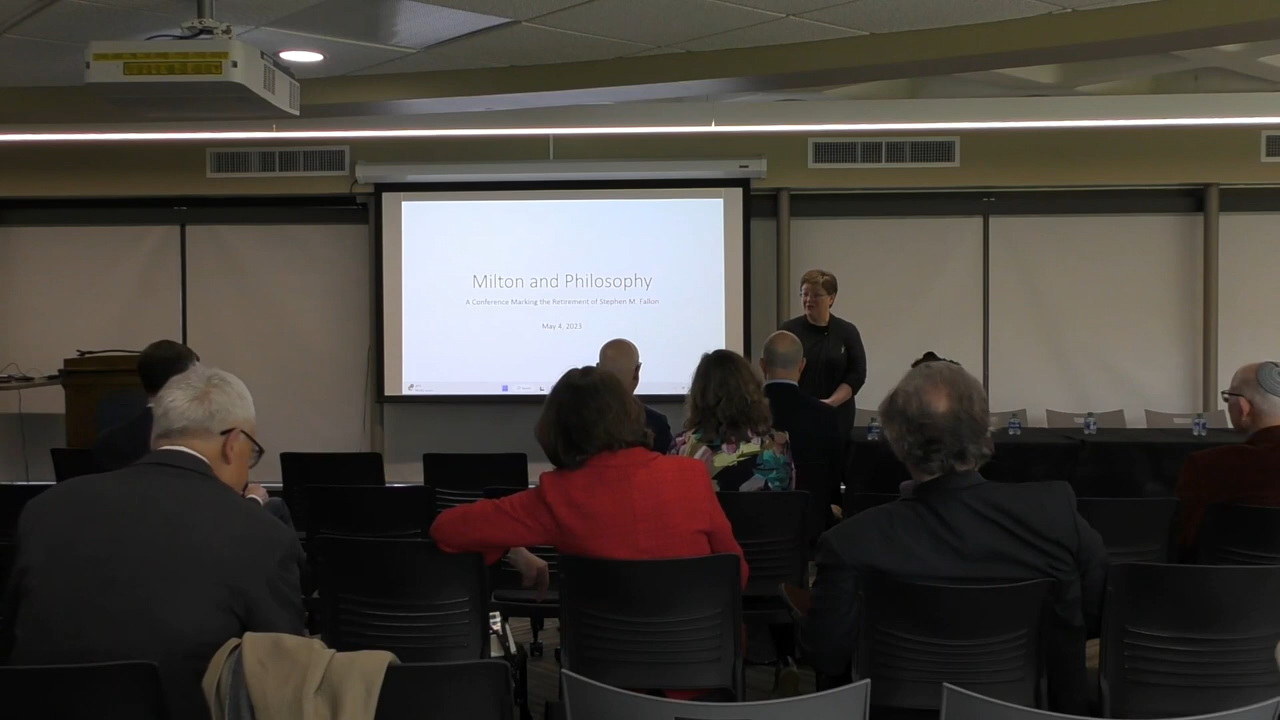 Milton and Philosophy
A Conference Marking the Retirement of Stephen M. Fallon
May 4, 2023